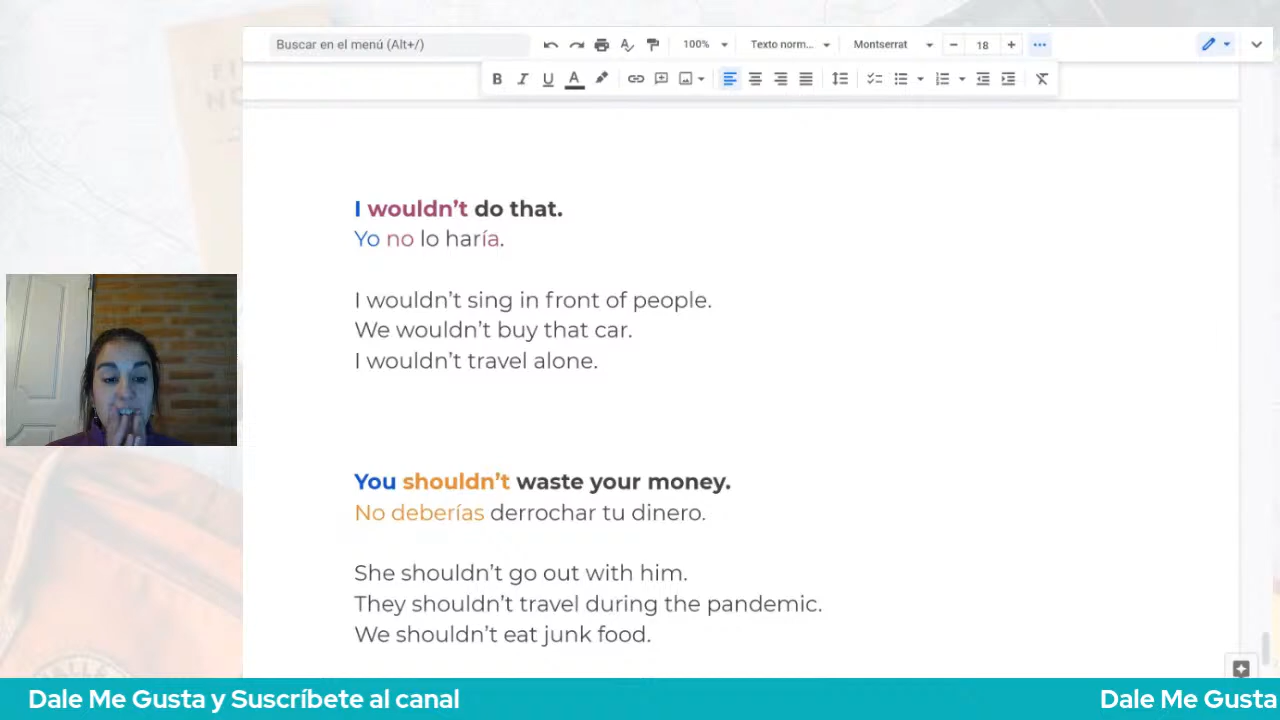 Buscar en el menú (Alt+/)
100%
Texto norm...
Montserrat
18
I wouldn't do that.
Yo no lo haría.
I wouldn't sing in front of people.
We wouldn't buy that car.
I wouldn't travel alone.
You shouldn't waste your money.
No deberías derrochar tu dinero.
She shouldn't go out with him.
They shouldn't travel during the pandemic.
We shouldn't eat junk food.
Dale Me Gusta y Suscríbete al canal
Dale Me Gusta